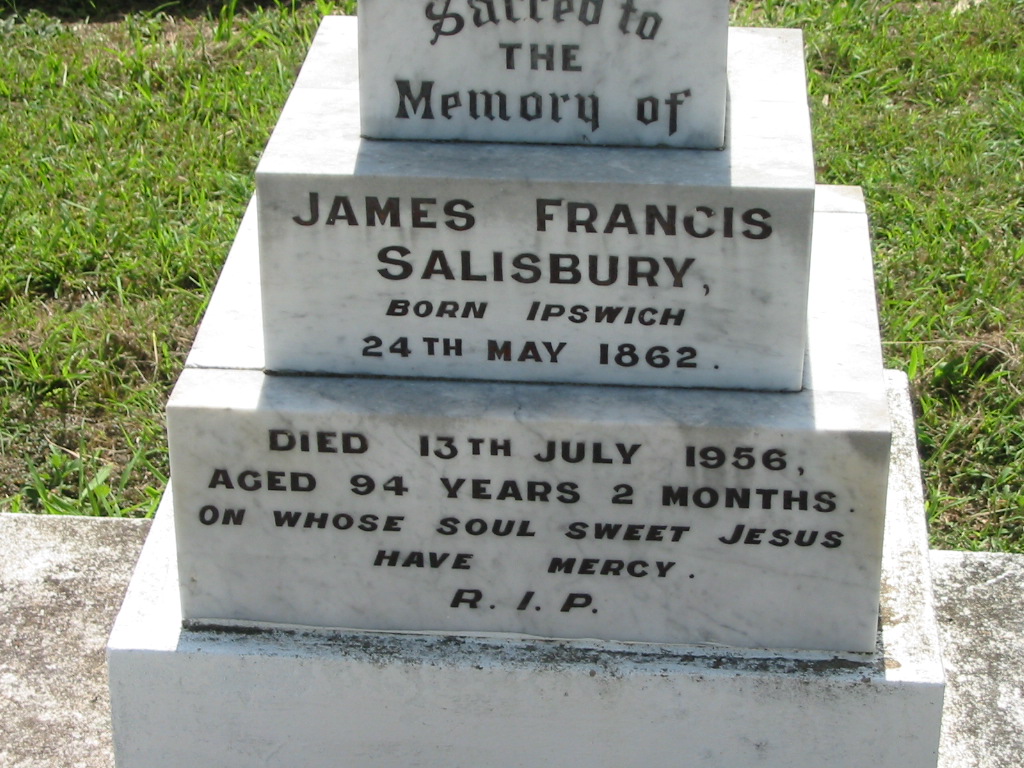 Sacred to
THE
Memory of
JAMES FRANCIS
SALISBURY,
BORN IPSWICH
24TH MAY 1862.
DIED 13TH JULY 1956,
AGED 94 YEARS 2 MONTHS.
ON WHOSE SOUL SWEET JESUS
HAVE MERCY.
R.I.P.